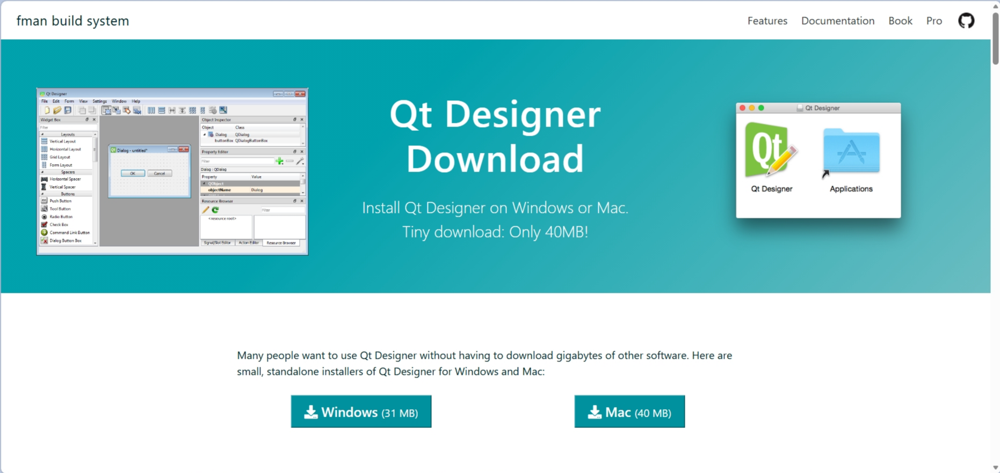 fman build system
Features Documentation Book Pro
Qt Designer
File Edit Form View Settings Window Help
Widget Box
Filter
Layouts
Vertical Layout
Horizontal Layout
Grid Layout
Form Layout
Spacers
Horizontal Spacer
Vertical Spacer
Buttons
Push Button
Tool Button
Radio Button
Check Box
Command Link Button
Dialog Button Box
Dialog - untitled*
OK Cancel
Object Inspector
Object Class
Dialog QDialog
buttonBox QDialogButtonBox
Property Editor
Filter
Dialog : QDialog
Property Value
QObject
objectName Dialog
Resource Browser
Filter
<resource root>
Signal/Slot Editor Action Editor Resource Browser
Qt Designer
Download
Install Qt Designer on Windows or Mac.
Tiny download: Only 40MB!
Qt Designer
Qt
Qt Designer Applications
Many people want to use Qt Designer without having to download gigabytes of other software. Here are
small, standalone installers of Qt Designer for Windows and Mac:
Windows (31 MB)
Mac (40 MB)